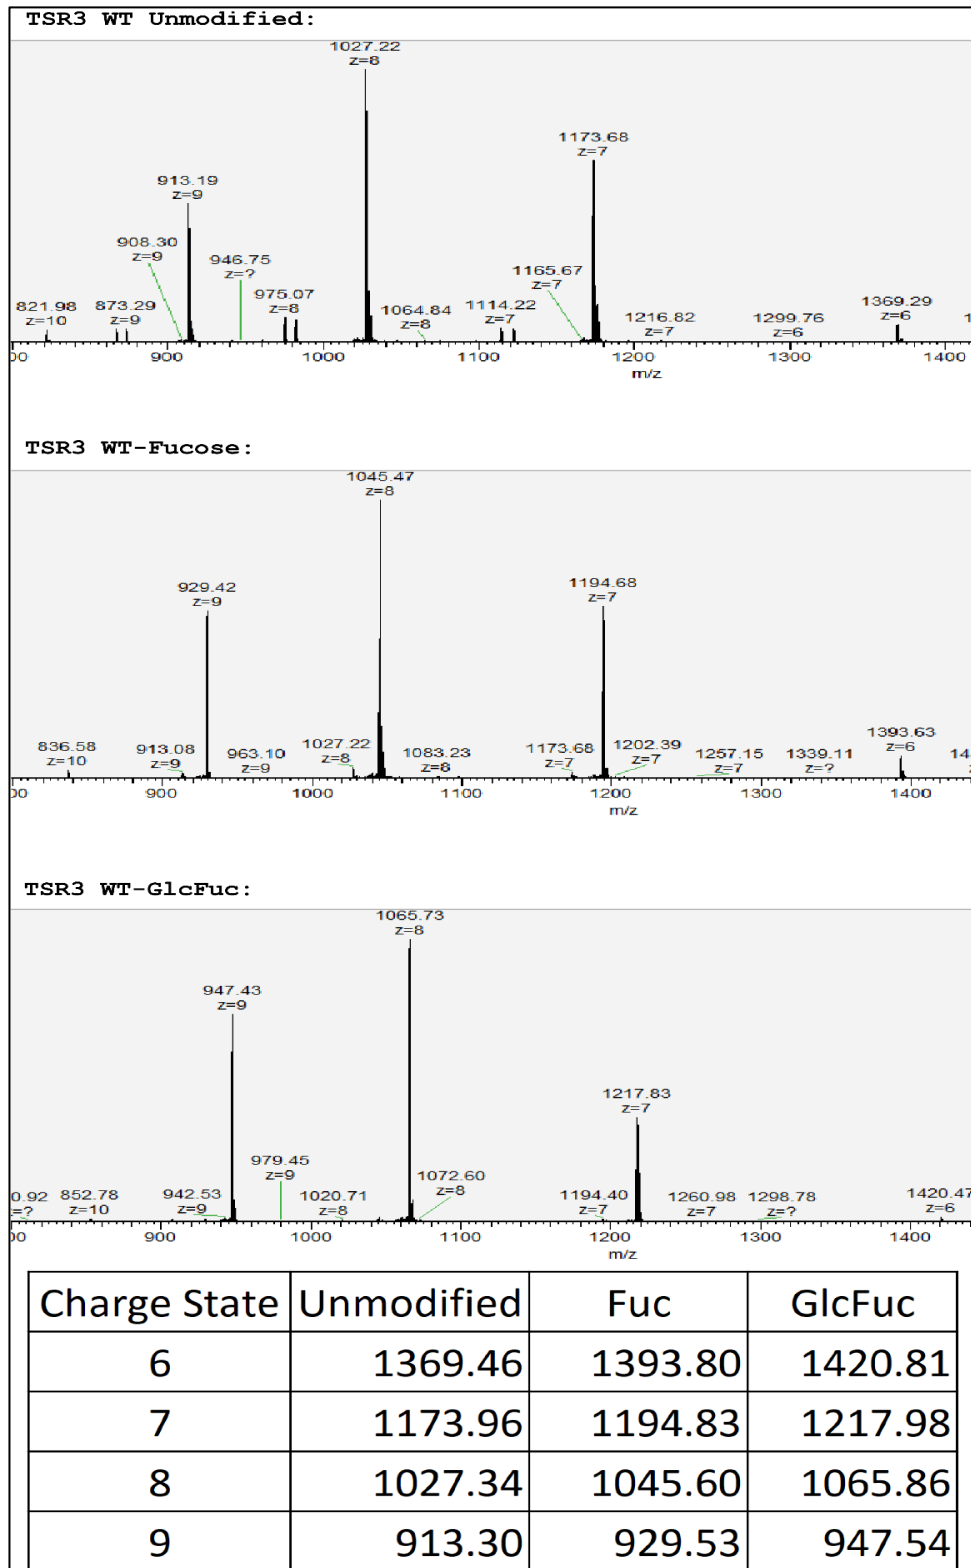 TSR3 WT Unmodified:
1027.22
z=8
1173.68
z=7
913.19
z=9
908.30
z=9
946.75
z=?
1165.67
z=7
821.98
z=10
873.29
z=9
975.07
z=8
1064.84
z=8
1114.22
z=7
1216.82
z=7
1299.76
z=6
1369.29
z=6
1
00 900 1000 1100 1200 1300 1400
m/z
TSR3 WT-Fucose:
1045.47
z=8
929.42
z=9
1194.68
z=7
836.58
z=10
913.08
z=9
963.10
z=9
1027.22
z=8
1083.23
z=8
1173.68
z=7
1202.39
z=7
1257.15
z=7
1339.11
z=?
1393.63
z=6
14
z
00 900 1000 1100 1200 1300 1400
m/z
TSR3 WT-GlcFuc:
1065.73
z=8
947.43
z=9
1217.83
z=7
979.45
z=9
1072.60
z=8
0.92
=?
852.78
z=10
942.53
z=9
1020.71
z=8
1194.40
z=7
1260.98
z=7
1298.78
z=?
1420.47
z=6
00 900 1000 1100 1200 1300 1400
m/z
Charge State Unmodified Fuc GlcFuc
6 1369.46 1393.80 1420.81
7 1173.96 1194.83 1217.98
8 1027.34 1045.60 1065.86
9 913.30 929.53 947.54